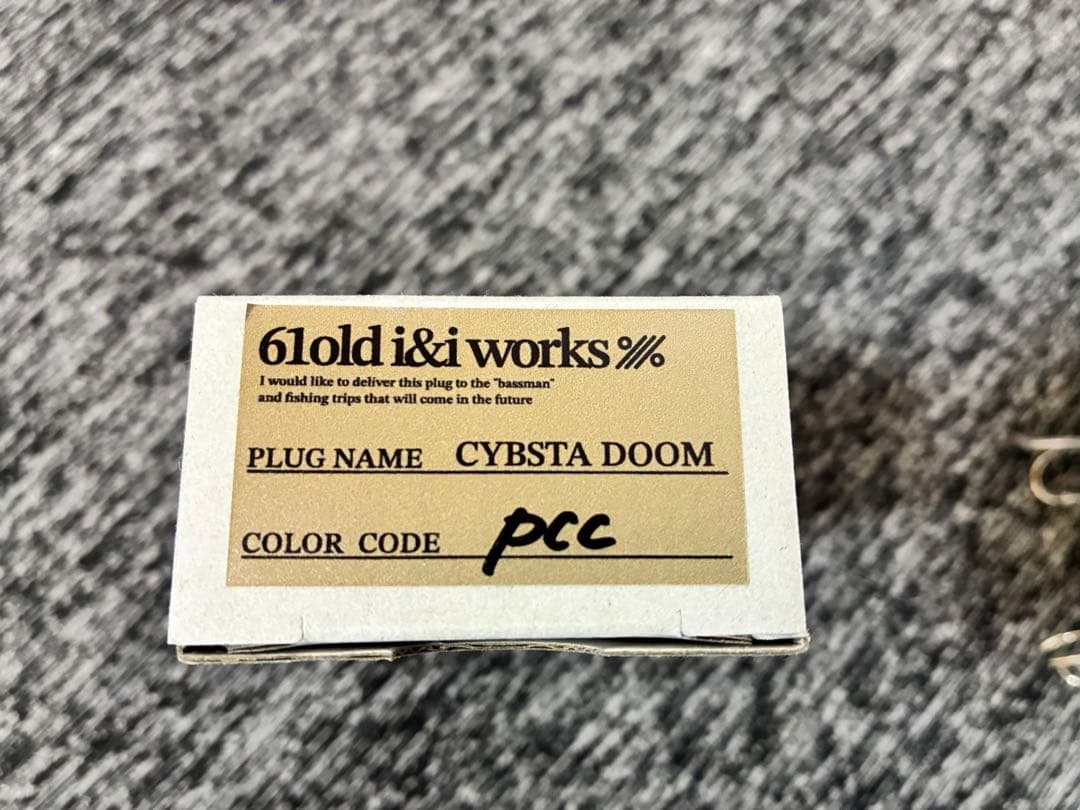 61old i&i works
I would like to deliver this plug to the "bassman"
and fishing trips that will come in the future
PLUG NAME CYBSTA DOOM
COLOR CODE pcc